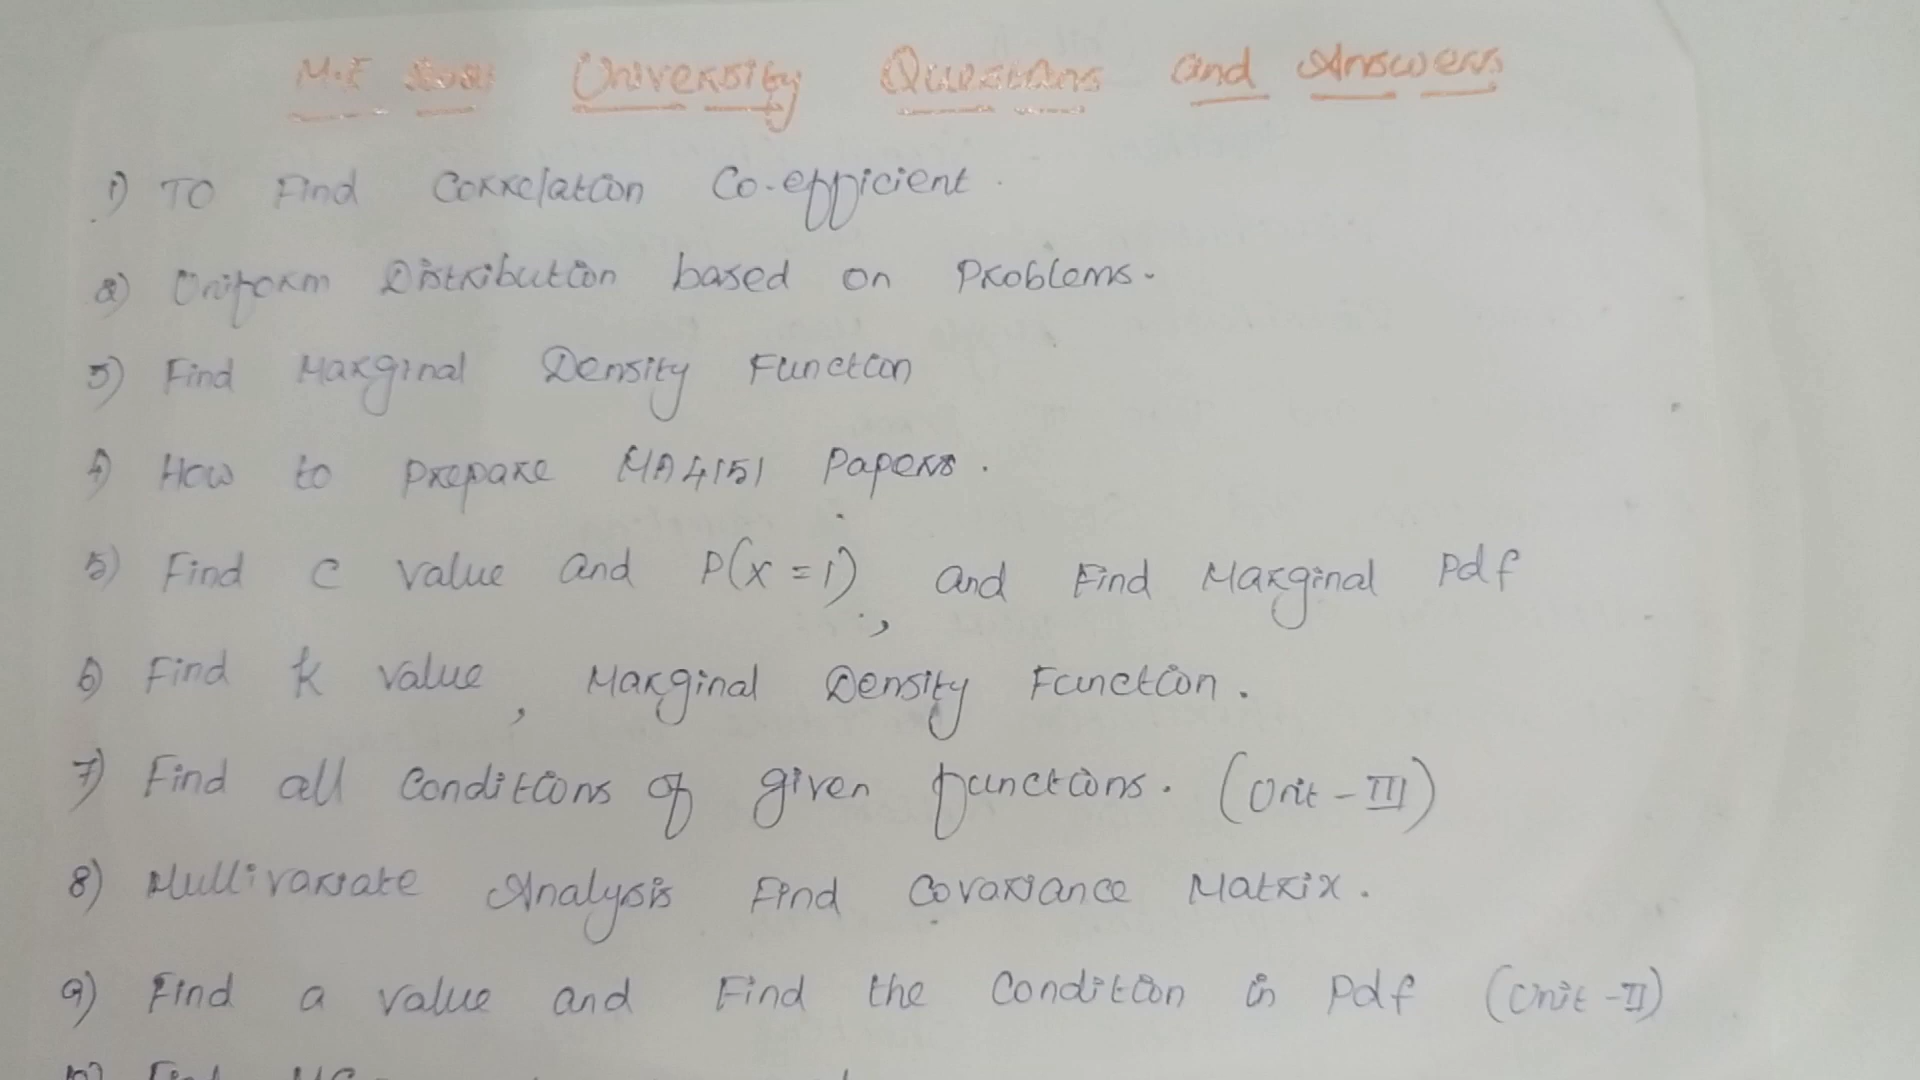 M.E University Questions and Answers
1) TO Find Correlation Co-efficient.
2) Uniform Distribution based on Problems.
3) Find Marginal Density Function
4) How to prepare MA4151 Papers.
5) Find c value and P(x=1), and Find Marginal Pdf
6) Find k value, Marginal Density Function.
7) Find all Conditions of given functions. (Unit-III)
8) Multivariate Analysis Find Covariance Matrix.
9) Find a value and Find the Condition in Pdf (Unit-II)
10) Find